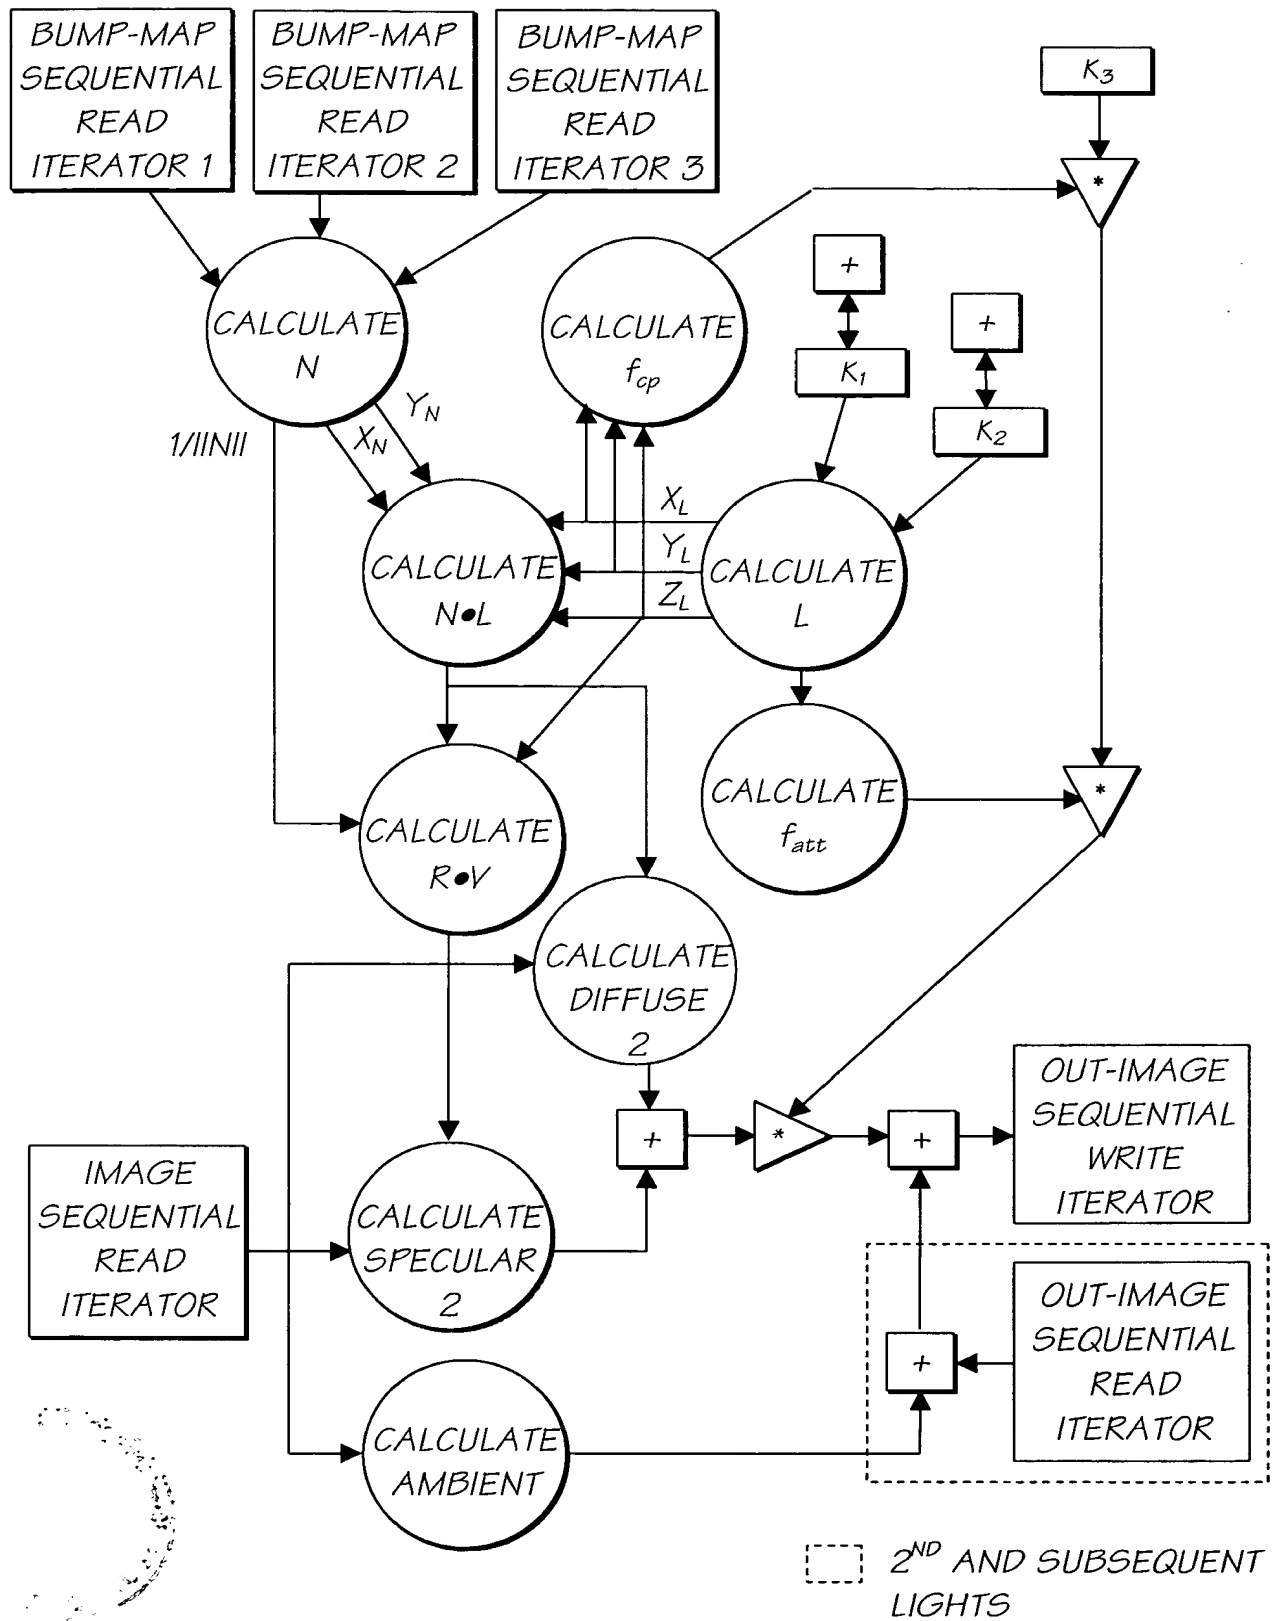 BUMP-MAP
SEQUENTIAL
READ
ITERATOR 1
BUMP-MAP
SEQUENTIAL
READ
ITERATOR 2
BUMP-MAP
SEQUENTIAL
READ
ITERATOR 3
K3
*
+
+
CALCULATE
N
CALCULATE
fcp
K1
K2
1/||N||
XN
YN
XL
YL
ZL
CALCULATE
N•L
CALCULATE
L
CALCULATE
R•V
CALCULATE
fatt
*
CALCULATE
DIFFUSE
2
+
*
+
OUT-IMAGE
SEQUENTIAL
WRITE
ITERATOR
IMAGE
SEQUENTIAL
READ
ITERATOR
CALCULATE
SPECULAR
2
+
OUT-IMAGE
SEQUENTIAL
READ
ITERATOR
CALCULATE
AMBIENT
2ND AND SUBSEQUENT
LIGHTS